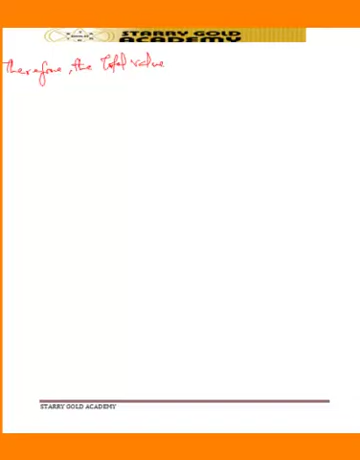 STARRY GOLD
ACADEMY
Therefore, the Total value
STARRY GOLD ACADEMY